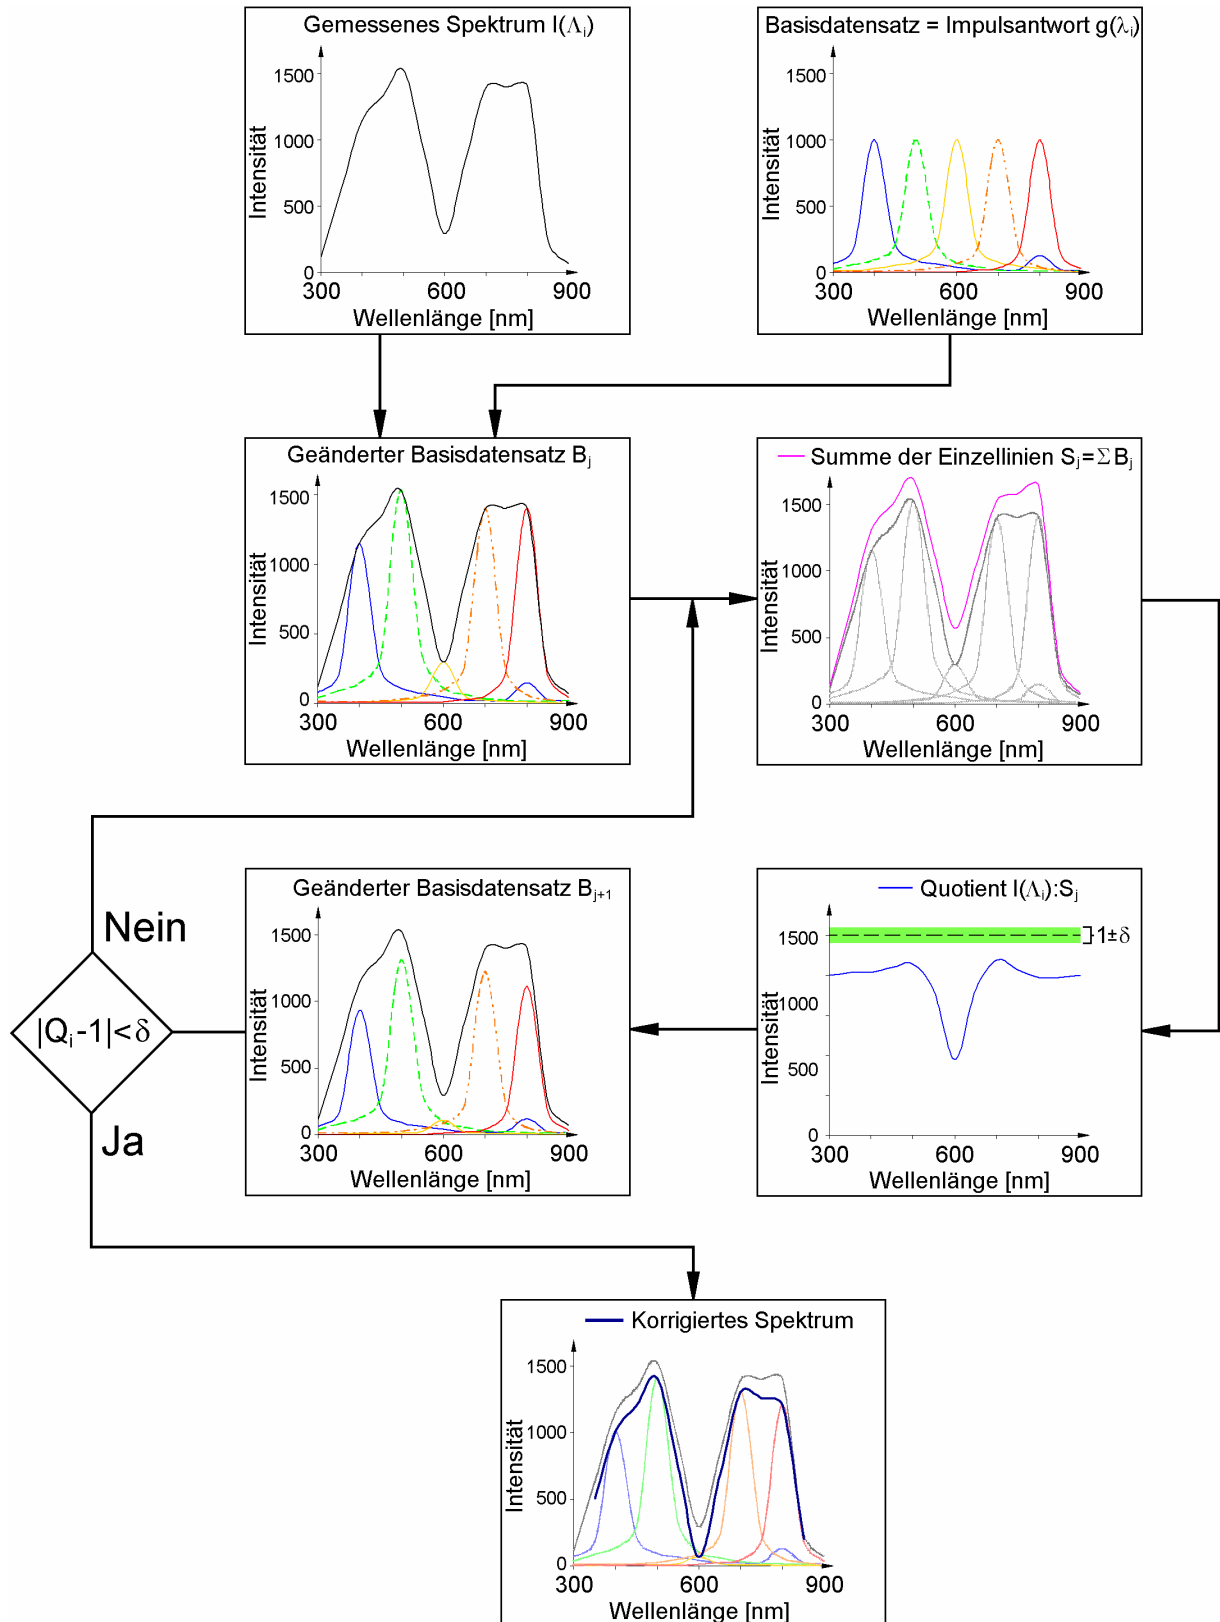 Gemessenes Spektrum I(Λi)
Intensität
1500
1000
500
0
300 600 900
Wellenlänge [nm]
Basisdatensatz = Impulsantwort g(λi)
Intensität
1500
1000
500
0
300 600 900
Wellenlänge [nm]
Geänderter Basisdatensatz Bj
Intensität
1500
1000
500
0
300 600 900
Wellenlänge [nm]
Summe der Einzellinien Sj=ΣBj
Intensität
1500
1000
500
0
300 600 900
Wellenlänge [nm]
Nein
|Qi-1|<δ
Ja
Geänderter Basisdatensatz Bj+1
Intensität
1500
1000
500
0
300 600 900
Wellenlänge [nm]
Quotient I(Λi):Sj
1±δ
Intensität
1500
1000
500
0
300 600 900
Wellenlänge [nm]
Korrigiertes Spektrum
Intensität
1500
1000
500
0
300 600 900
Wellenlänge [nm]